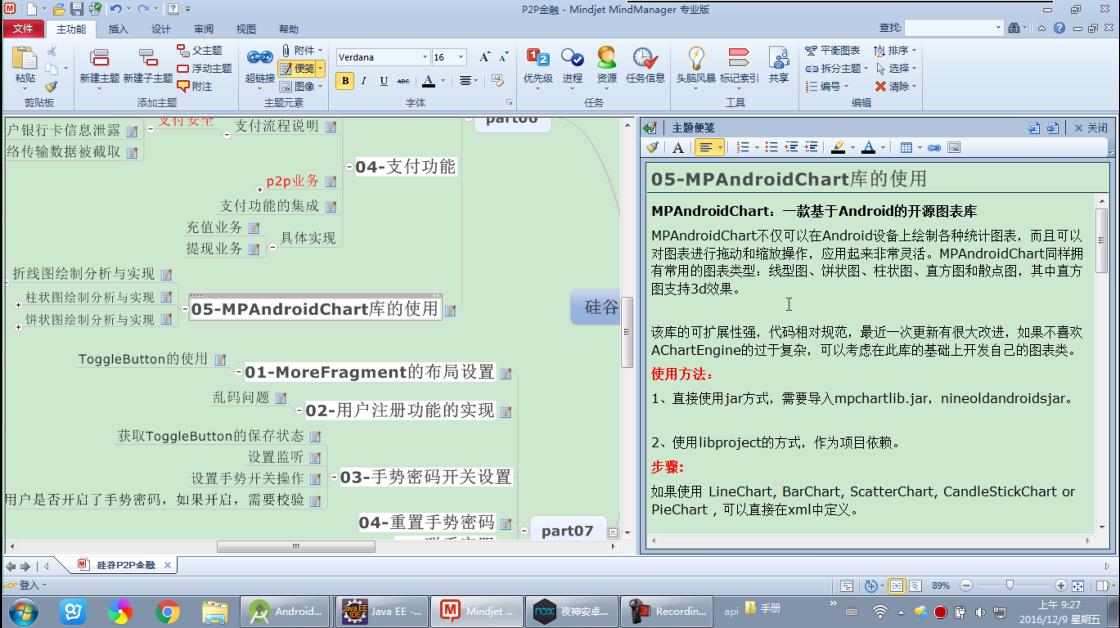 P2P金融 - Mindjet MindManager 专业版
文件 主功能 插入 设计 审阅 视图 帮助 查找:
粘贴
剪贴板
新建主题 新建子主题
父主题
浮动主题
附注
添加主题
超链接
附件
便笺
图像
主题元素
Verdana 16
B I U ABC A
字体
优先级 进程 资源 任务信息
任务
头脑风暴 标记索引 共享
工具
平衡图表 排序
拆分主题 选择
编号 清除
编辑
户银行卡信息泄露
络传输数据被截取
支付安全
支付流程说明
part06
04-支付功能
p2p业务
支付功能的集成
充值业务
提现业务
具体实现
折线图绘制分析与实现
柱状图绘制分析与实现
饼状图绘制分析与实现
05-MPAndroidChart库的使用
硅谷
ToggleButton的使用
01-MoreFragment的布局设置
乱码问题
02-用户注册功能的实现
获取ToggleButton的保存状态
设置监听
设置手势开关操作
用户是否开启了手势密码，如果开启，需要校验
03-手势密码开关设置
04-重置手势密码
part07
主题便笺 关闭
05-MPAndroidChart库的使用
MPAndroidChart：一款基于Android的开源图表库
MPAndroidChart不仅可以在Android设备上绘制各种统计图表，而且可以
对图表进行拖动和缩放操作，应用起来非常灵活。MPAndroidChart同样拥
有常用的图表类型：线型图、饼状图、柱状图、直方图和散点图，其中直方
图支持3d效果。
该库的可扩展性强，代码相对规范，最近一次更新有很大改进，如果不喜欢
AChartEngine的过于复杂，可以考虑在此库的基础上开发自己的图表类。
使用方法：
1、直接使用jar方式，需要导入mpchartlib.jar，nineoldandroidsjar。
2、使用libproject的方式，作为项目依赖。
步骤:
如果使用 LineChart, BarChart, ScatterChart, CandleStickChart or
PieChart , 可以直接在xml中定义。
硅谷P2P金融
登入
89%
Android... Java EE -... Mindjet ... 夜神安卓... Recordin... api 手册
上午 9:27
2016/12/9 星期五